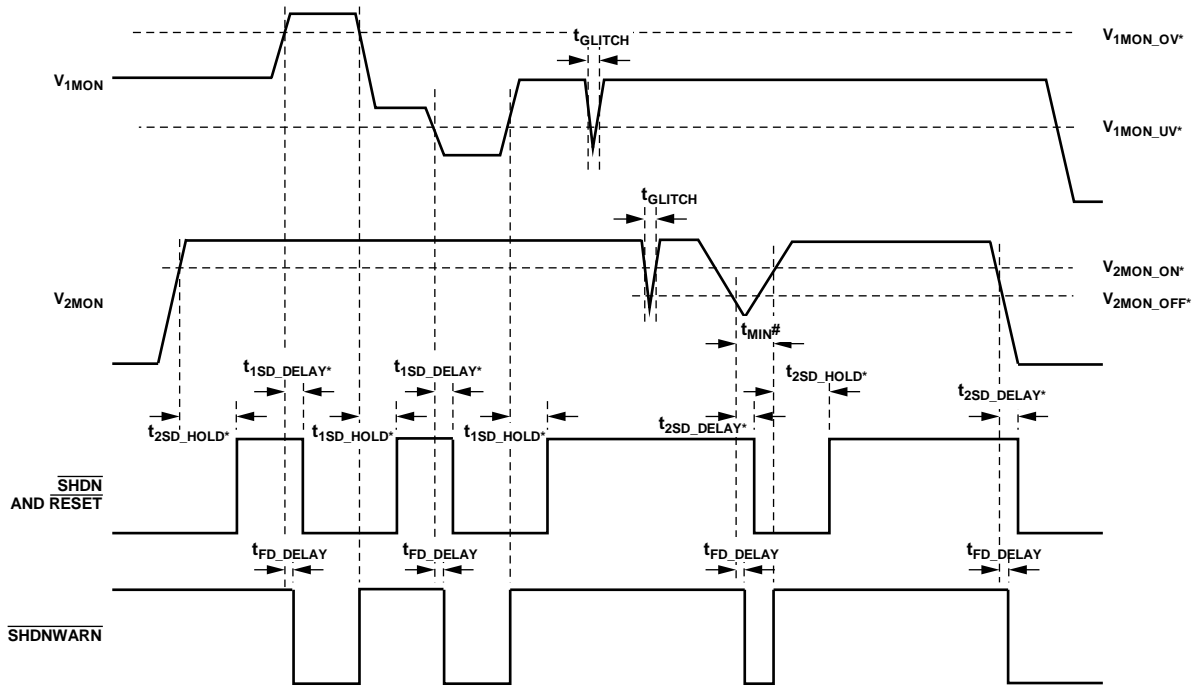 tGLITCH
V1MON_OV*
V1MON
V1MON_UV*
tGLITCH
V2MON_ON*
V2MON
V2MON_OFF*
tMIN#
t1SD_DELAY*
t1SD_DELAY*
t2SD_HOLD*
t2SD_DELAY*
t2SD_HOLD*
t1SD_HOLD*
t1SD_HOLD*
t2SD_DELAY*
SHDN
AND RESET
tFD_DELAY
tFD_DELAY
tFD_DELAY
tFD_DELAY
SHDNWARN